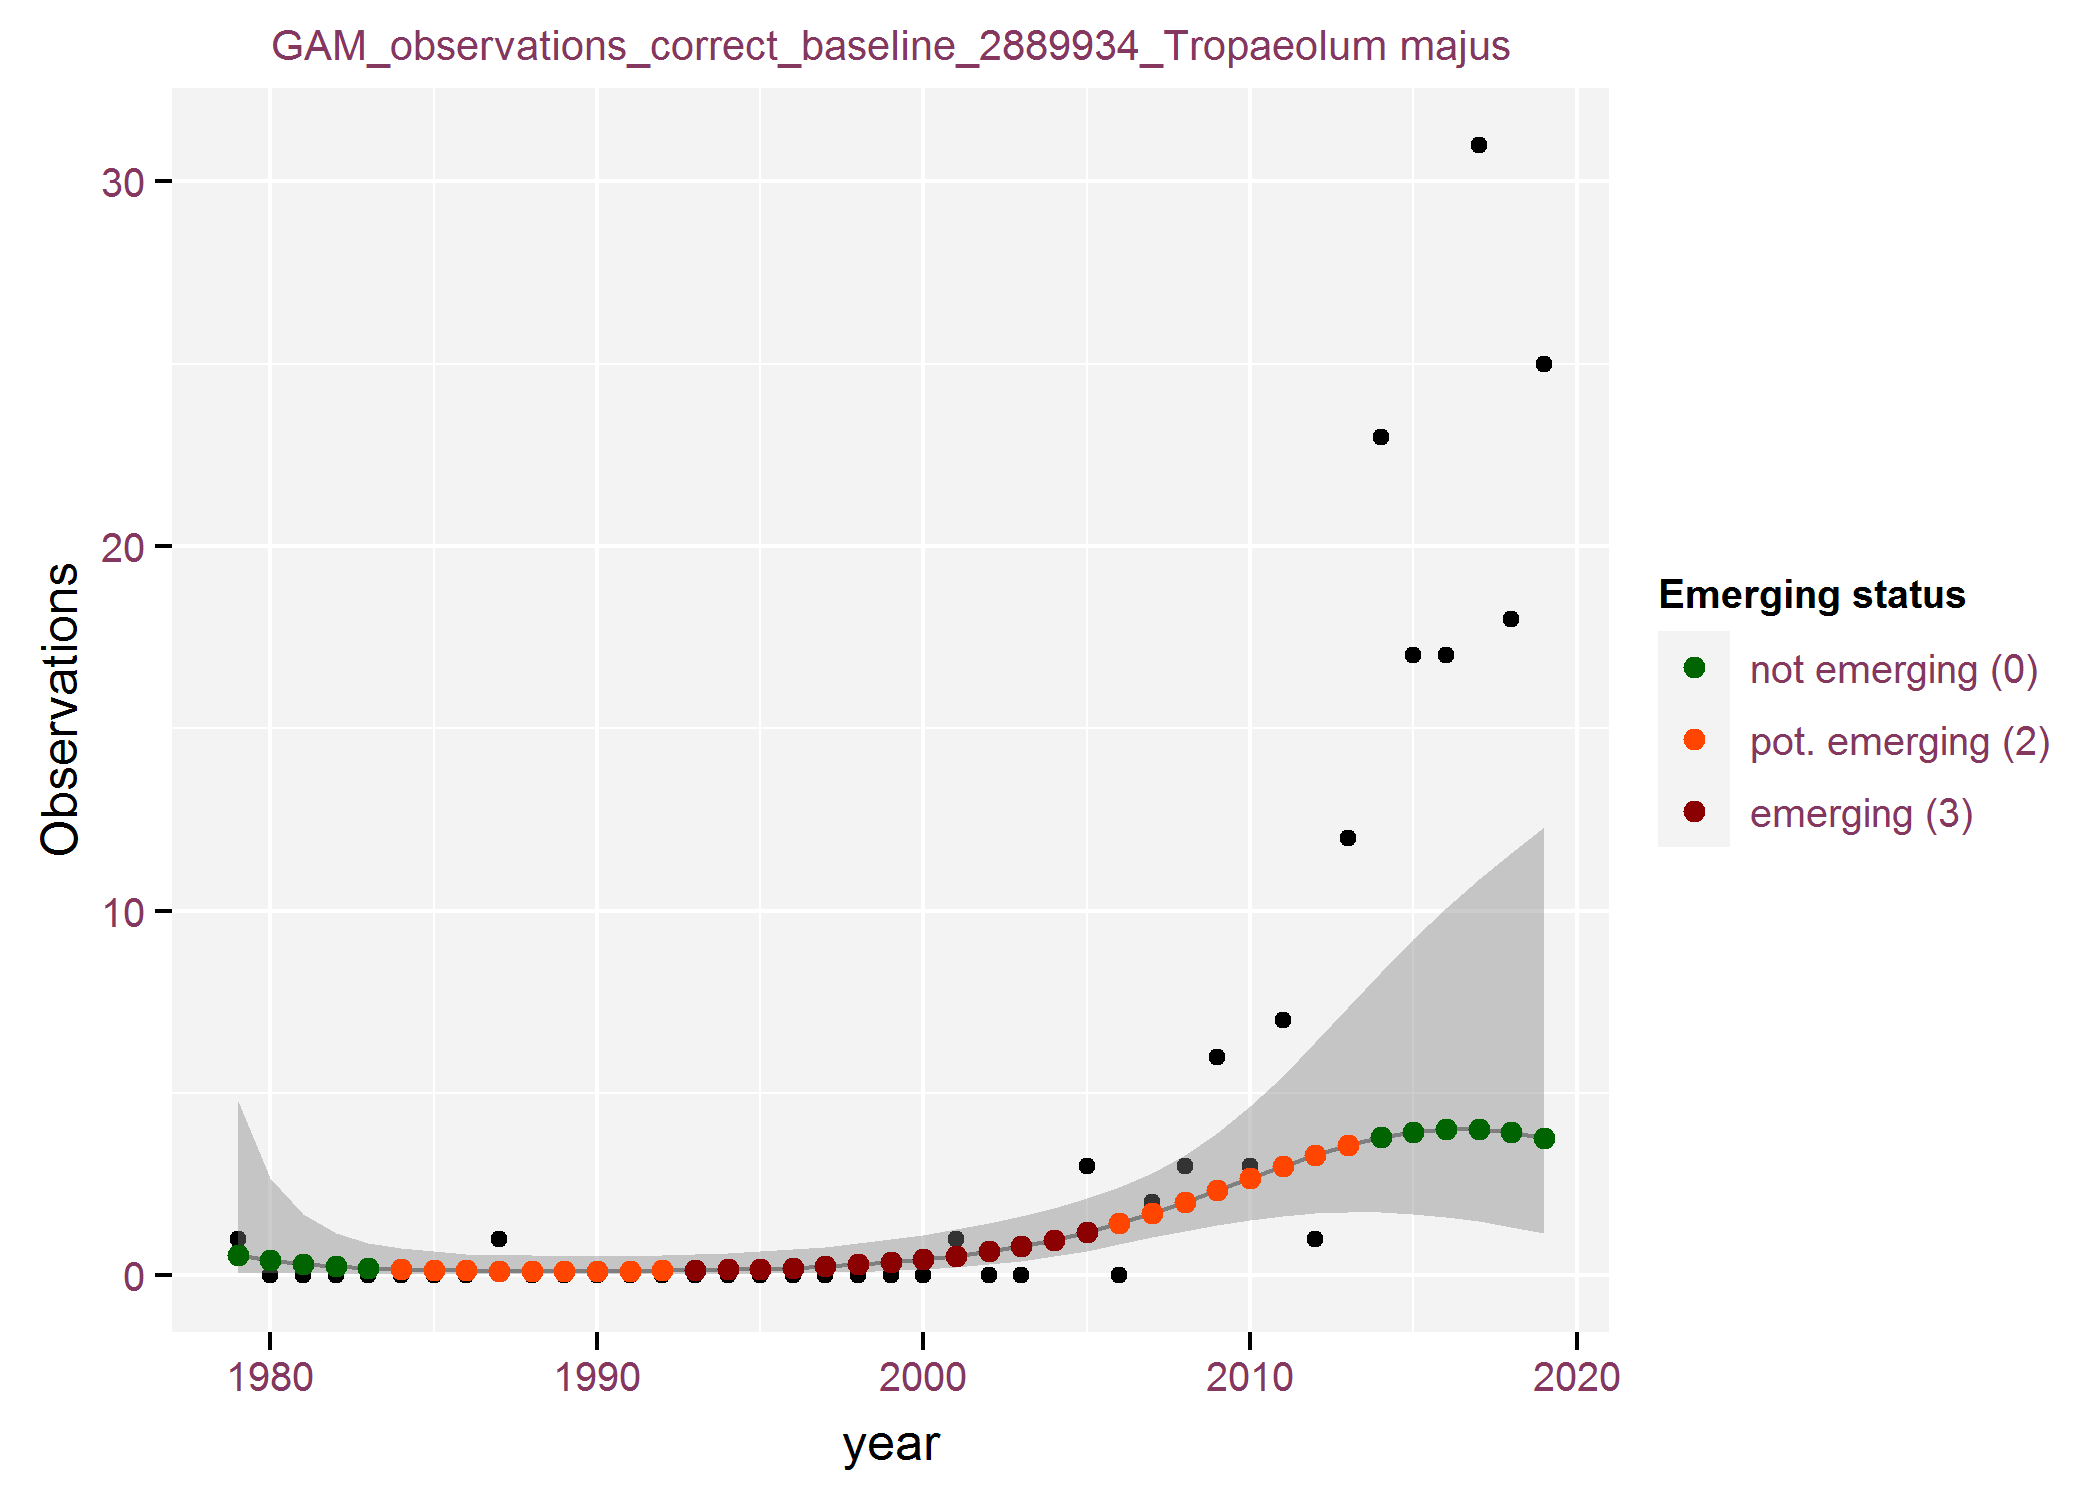 GAM_observations_correct_baseline_2889934_Tropaeolum majus
30
20
10
0
Observations
1980
1990
2000
2010
2020
year
Emerging status
not emerging (0)
pot. emerging (2)
emerging (3)